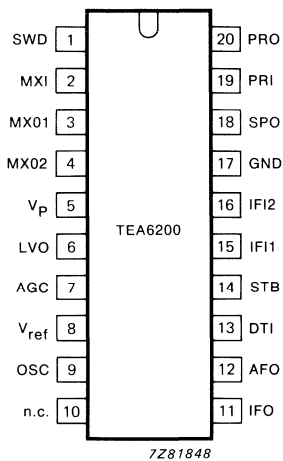 SWD 1 20 PRO
MXI 2 19 PRI
MX01 3 18 SPO
MX02 4 17 GND
VP 5 16 IFI2
TEA6200
LVO 6 15 IFI1
AGC 7 14 STB
Vref 8 13 DTI
OSC 9 12 AFO
n.c. 10 11 IFO
7Z81848